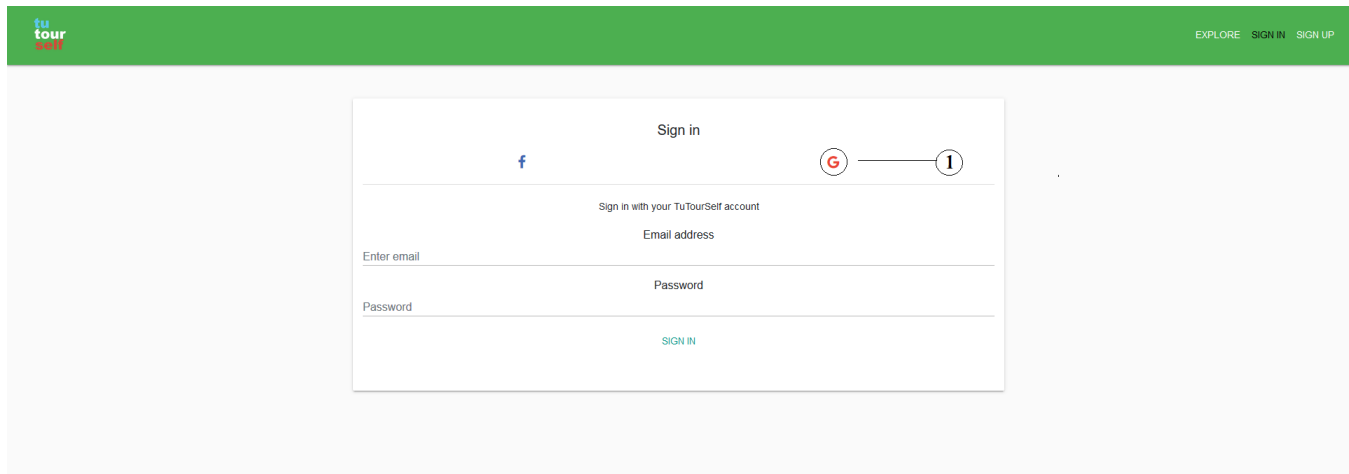 tu
tour
self
EXPLORE SIGN IN SIGN UP
Sign in
f G 1
Sign in with your TuTourSelf account
Email address
Enter email
Password
Password
SIGN IN